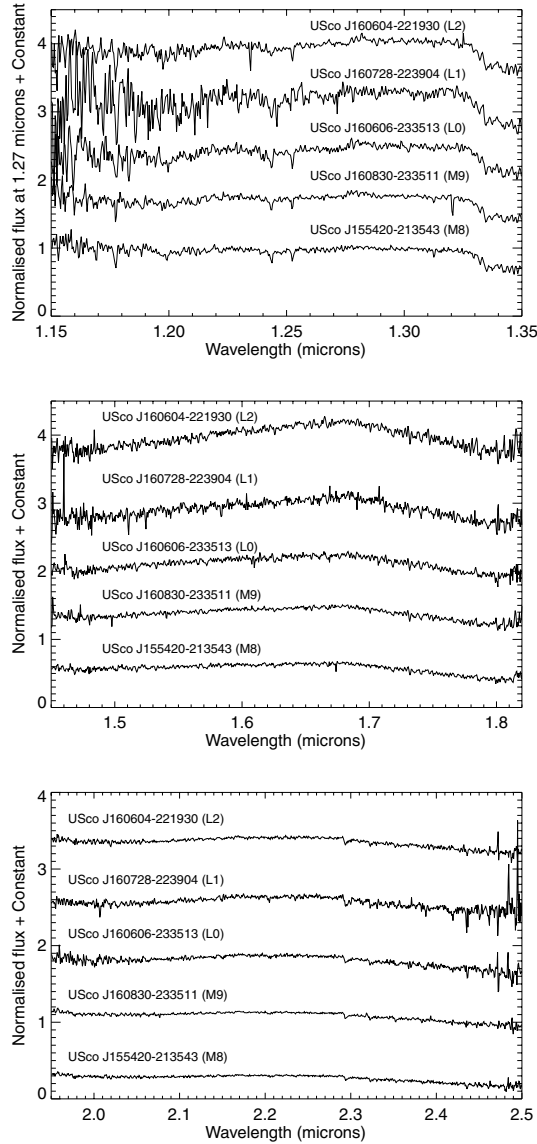 Normalised flux at 1.27 microns + Constant
4
3
2
1
0
USco J160604-221930 (L2)
USco J160728-223904 (L1)
USco J160606-233513 (L0)
USco J160830-233511 (M9)
USco J155420-213543 (M8)
1.15 1.20 1.25 1.30 1.35
Wavelength (microns)
Normalised flux + Constant
4
3
2
1
0
USco J160604-221930 (L2)
USco J160728-223904 (L1)
USco J160606-233513 (L0)
USco J160830-233511 (M9)
USco J155420-213543 (M8)
1.5 1.6 1.7 1.8
Wavelength (microns)
Normalised flux + Constant
4
3
2
1
0
USco J160604-221930 (L2)
USco J160728-223904 (L1)
USco J160606-233513 (L0)
USco J160830-233511 (M9)
USco J155420-213543 (M8)
2.0 2.1 2.2 2.3 2.4 2.5
Wavelength (microns)